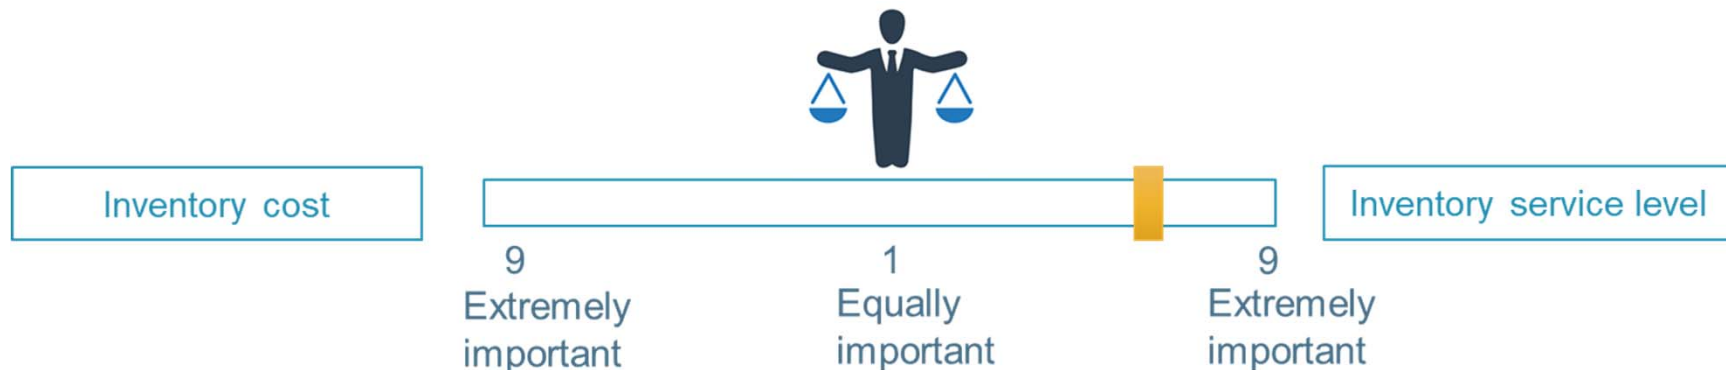 Inventory cost
Inventory service level
9
1
9
Extremely
important
Equally
important
Extremely
important